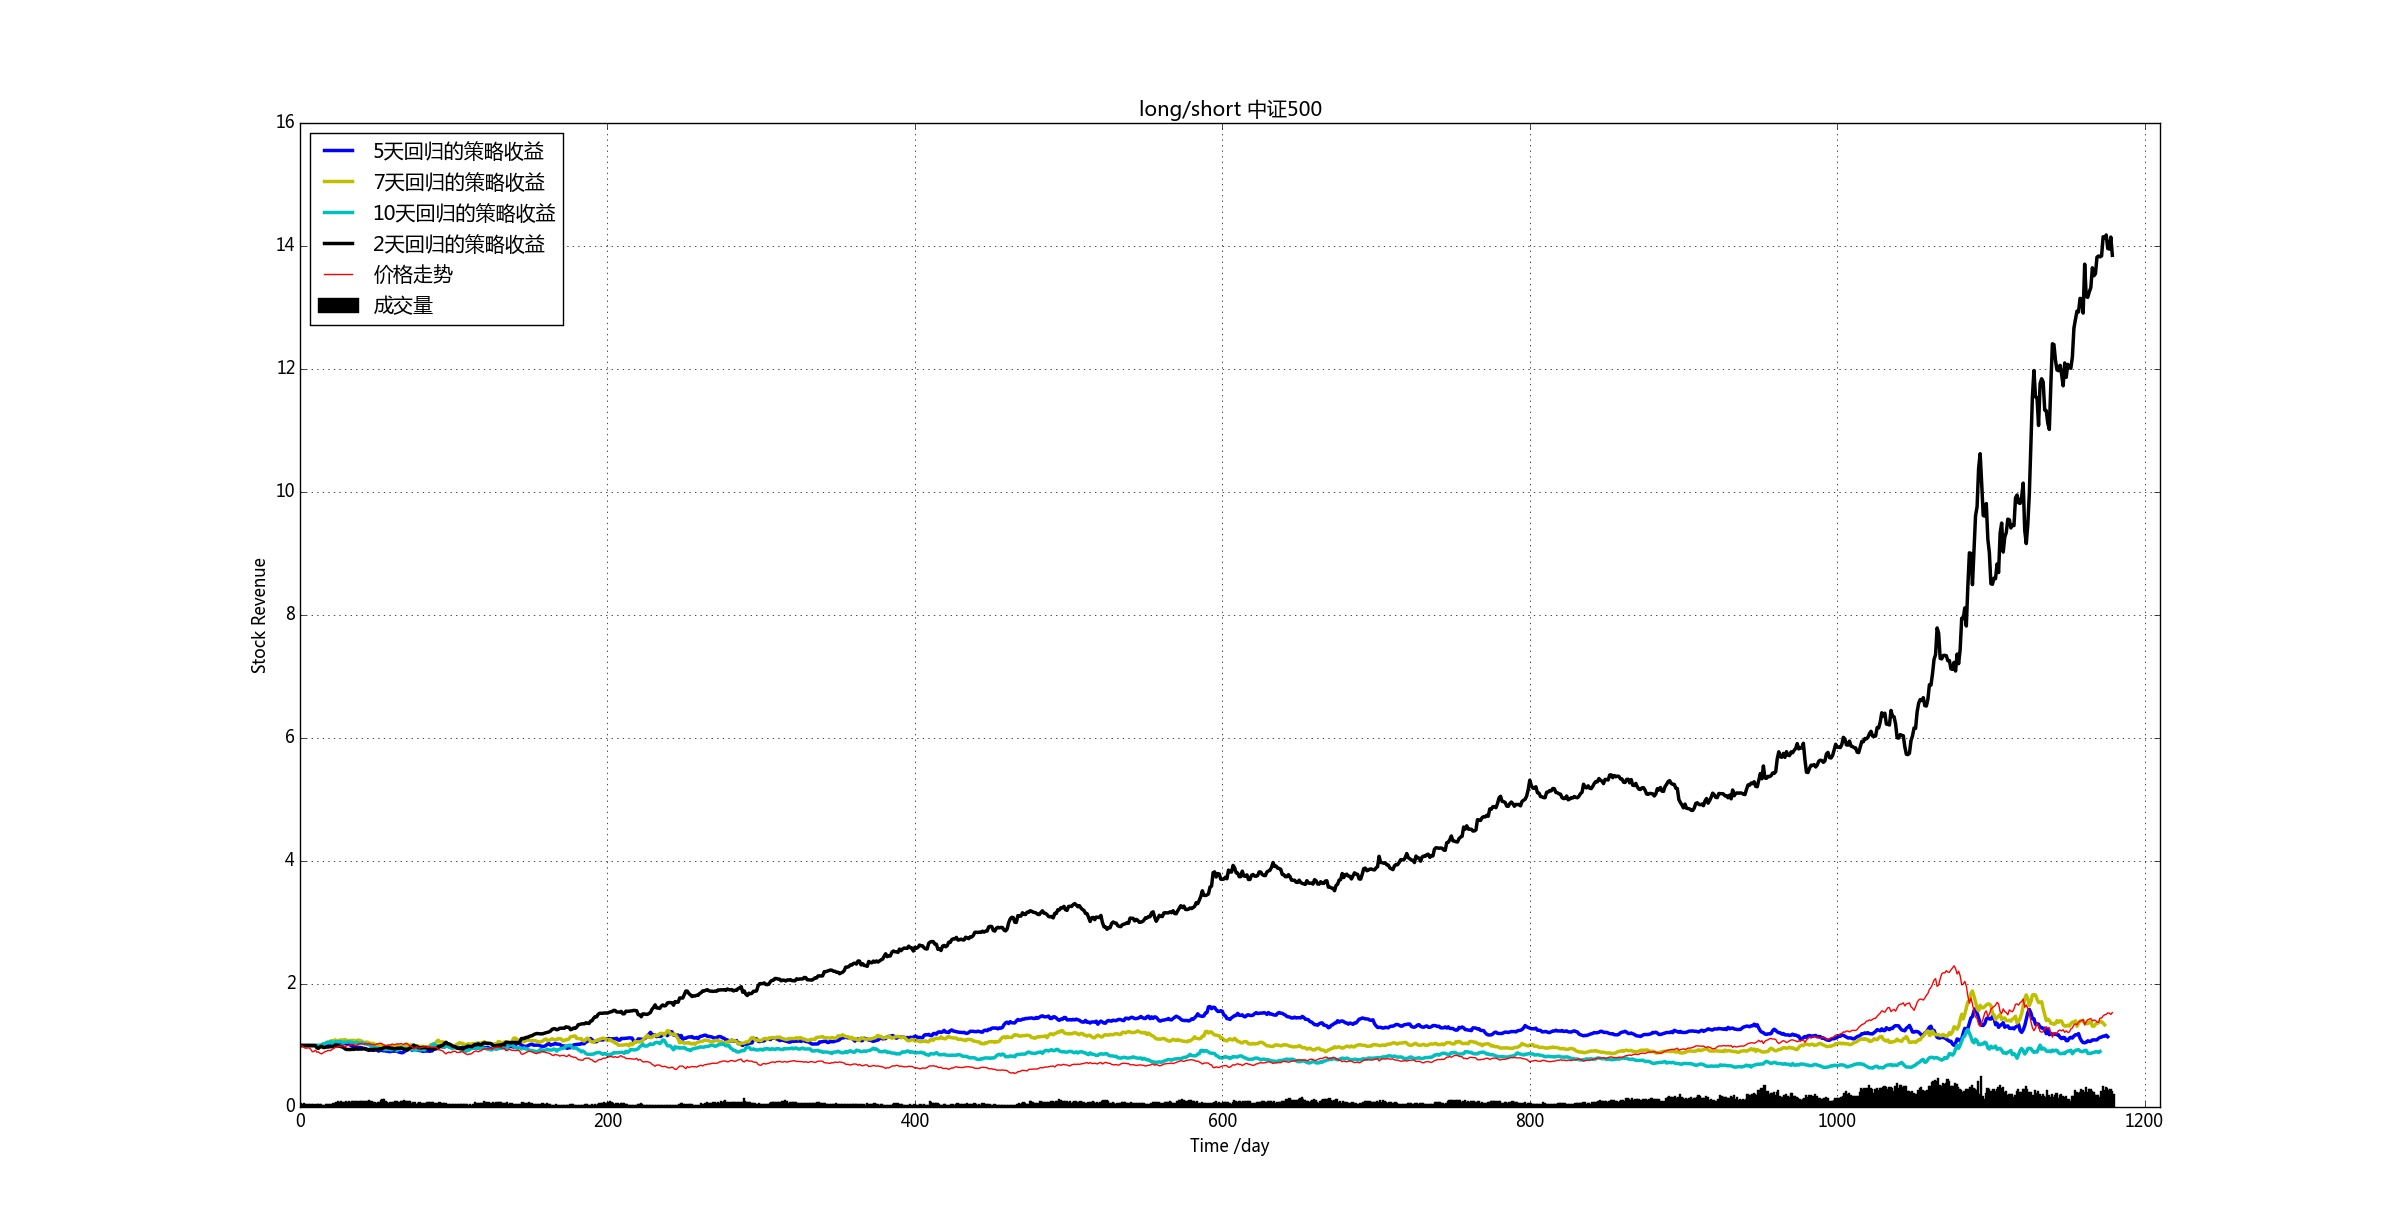 long/short 中证500
16
14
12
10
8
6
4
2
0
5天回归的策略收益
7天回归的策略收益
10天回归的策略收益
2天回归的策略收益
价格走势
成交量
Stock Revenue
0 200 400 600 800 1000 1200
Time /day